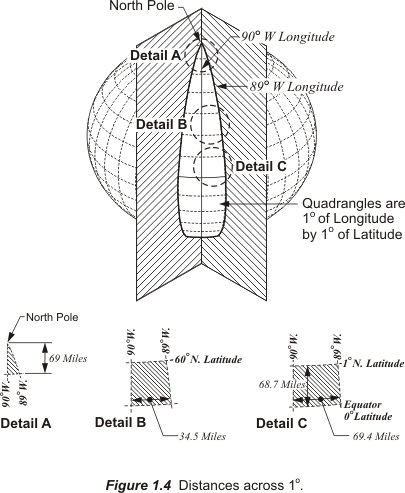 North Pole
90° W Longitude
Detail A
89° W Longitude
Detail B
Detail C
Quadrangles are
1° of Longitude
by 1° of Latitude
North Pole
69 Miles
90°W.
89°W.
Detail A
90°W.
89°W.
60°N. Latitude
34.5 Miles
Detail B
90°W.
89°W.
1°N. Latitude
68.7 Miles
Equator
0°Latitude
69.4 Miles
Detail C
Figure 1.4 Distances across 1°.